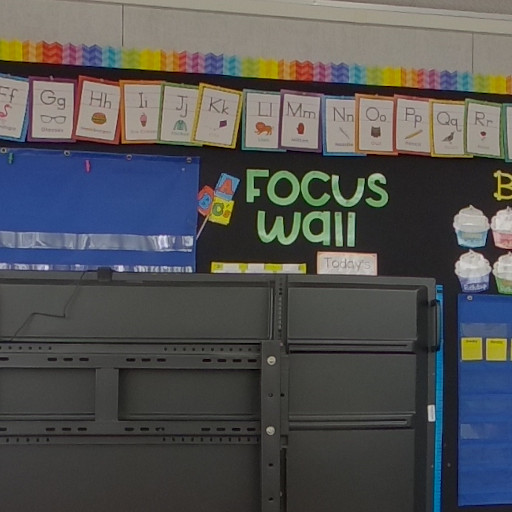 Ff Gg Hh Ii Jj Kk Ll Mm Nn Oo Pp Qq Rr
A
B
C
FOCUS
wall
Today's
B